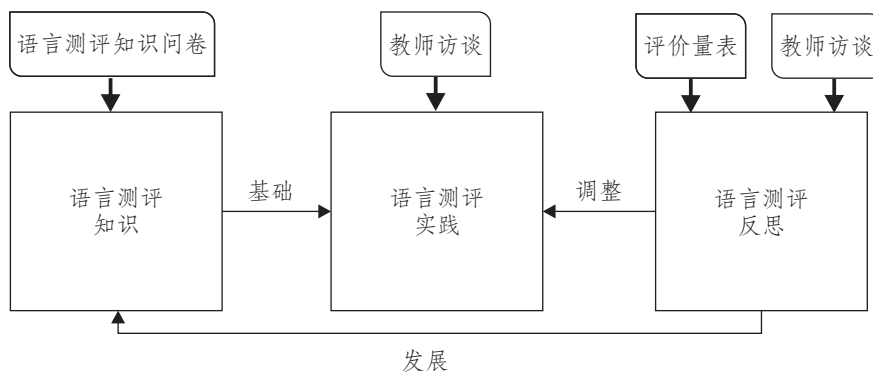 语言测评知识问卷
教师访谈
评价量表
教师访谈
语言测评
知识
基础
语言测评
实践
调整
语言测评
反思
发展